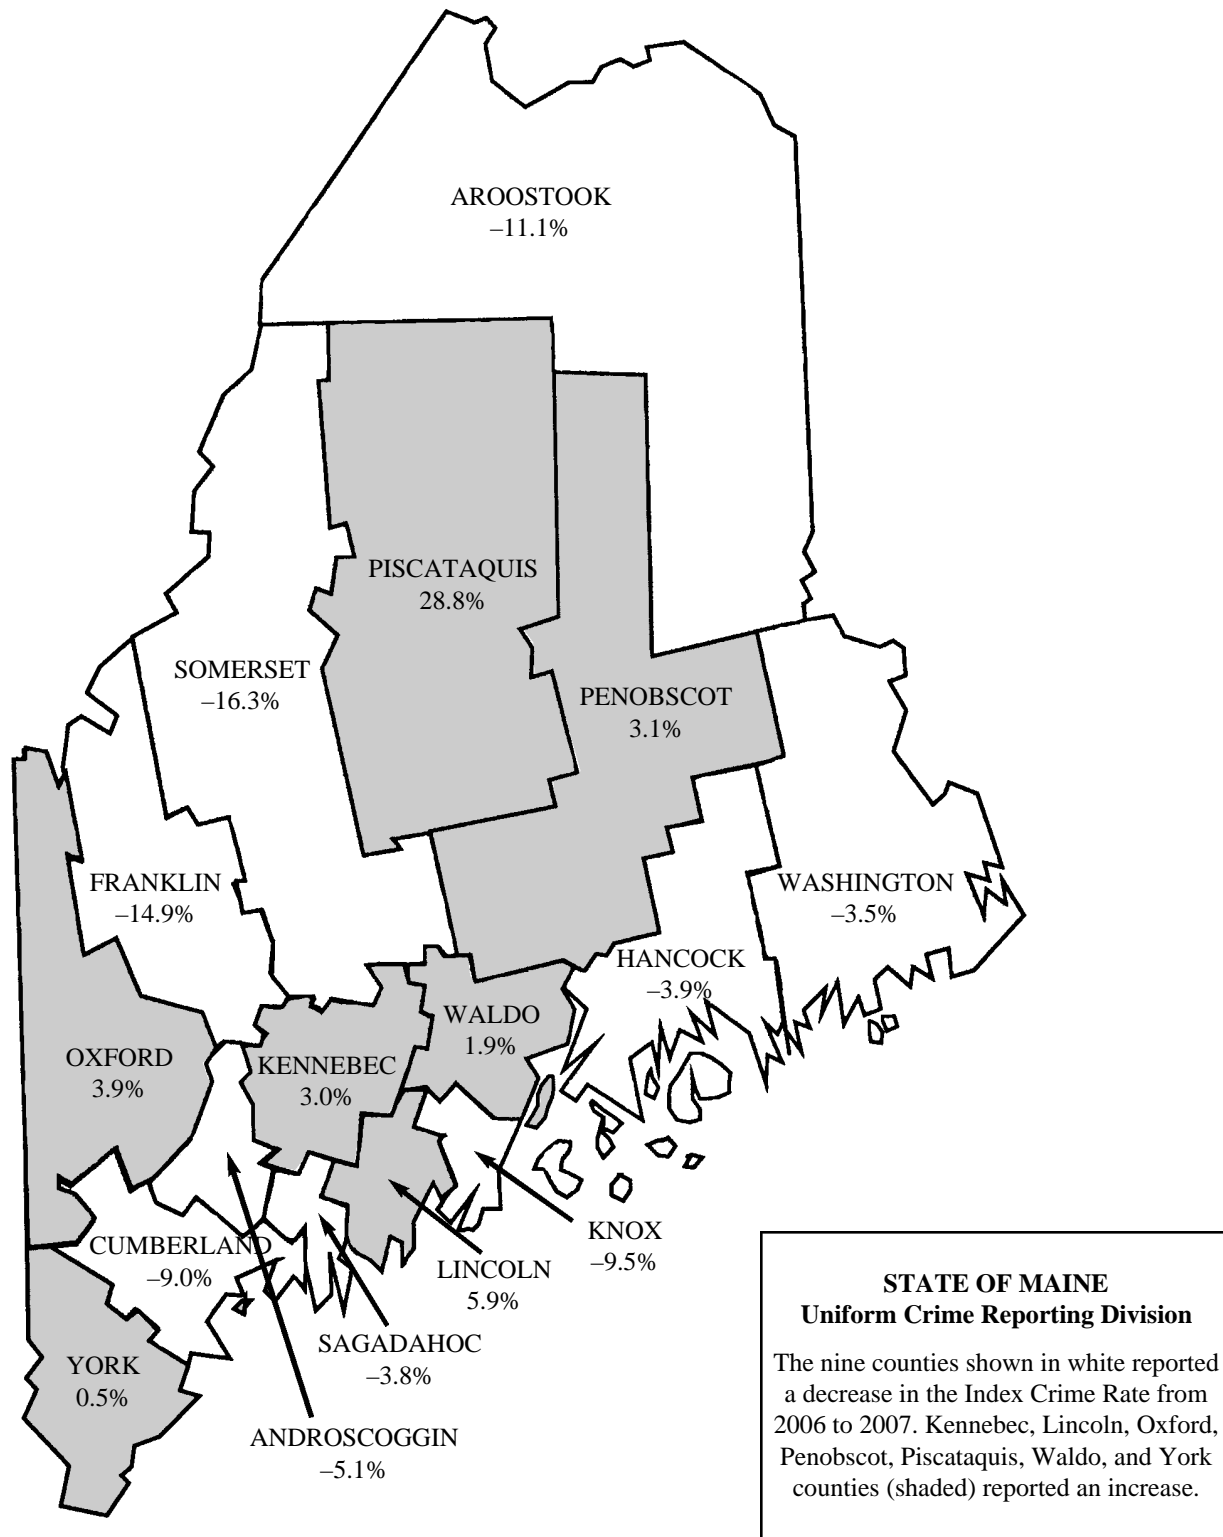 AROOSTOOK
–11.1%
PISCATAQUIS
28.8%
SOMERSET
–16.3%
PENOBSCOT
3.1%
FRANKLIN
–14.9%
WASHINGTON
–3.5%
HANCOCK
–3.9%
WALDO
1.9%
OXFORD
3.9%
KENNEBEC
3.0%
KNOX
–9.5%
CUMBERLAND
–9.0%
LINCOLN
5.9%
SAGADAHOC
–3.8%
YORK
0.5%
ANDROSCOGGIN
–5.1%
STATE OF MAINE
Uniform Crime Reporting Division
The nine counties shown in white reported
a decrease in the Index Crime Rate from
2006 to 2007. Kennebec, Lincoln, Oxford,
Penobscot, Piscataquis, Waldo, and York
counties (shaded) reported an increase.